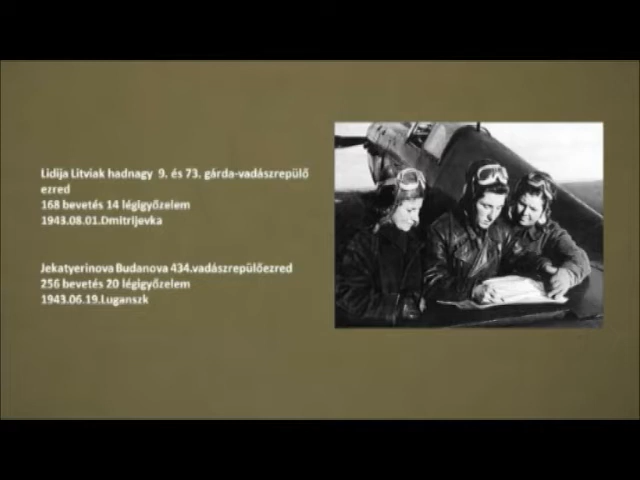 Lidija Litviak hadnagy 9. és 73. gárda-vadászrepülő
ezred
168 bevetés 14 légigyőzelem
1943.08.01.Dmitrijevka
Jekatyerinova Budanova 434.vadászrepülőezred
256 bevetés 20 légigyőzelem
1943.06.19.Luganszk